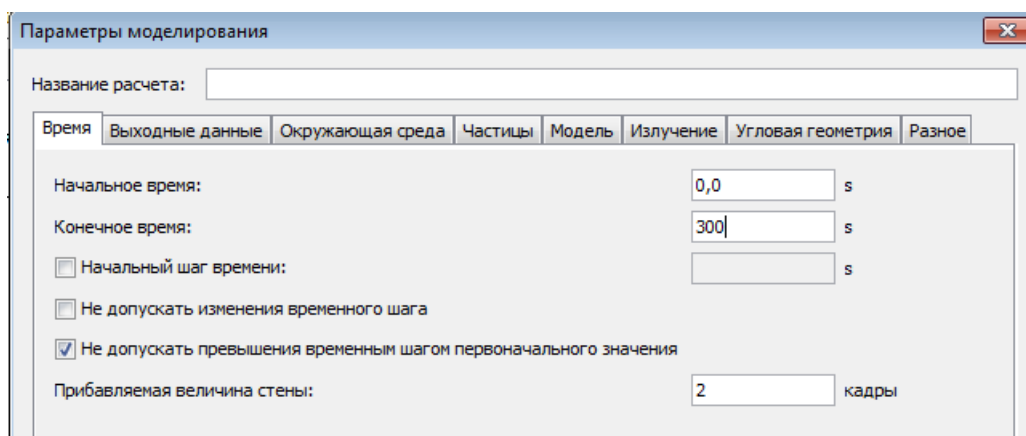 Параметры моделирования
Название расчета:
Время Выходные данные Окружающая среда Частицы Модель Излучение Угловая геометрия Разное
Начальное время: 0,0 s
Конечное время: 300 s
Начальный шаг времени: s
Не допускать изменения временного шага
Не допускать превышения временным шагом первоначального значения
Прибавляемая величина стены: 2 кадры